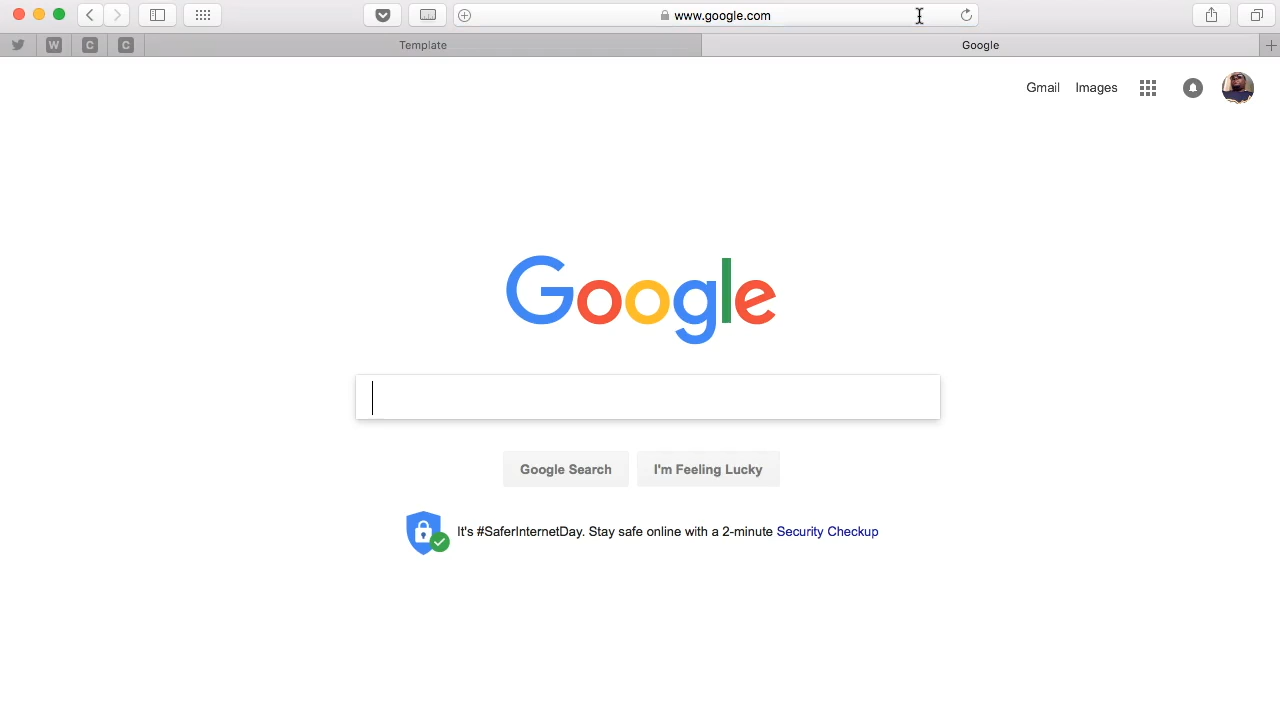 www.google.com
W
C
C
Template
Google
Gmail
Images
Google
Google Search
I'm Feeling Lucky
It's #SaferInternetDay. Stay safe online with a 2-minute Security Checkup